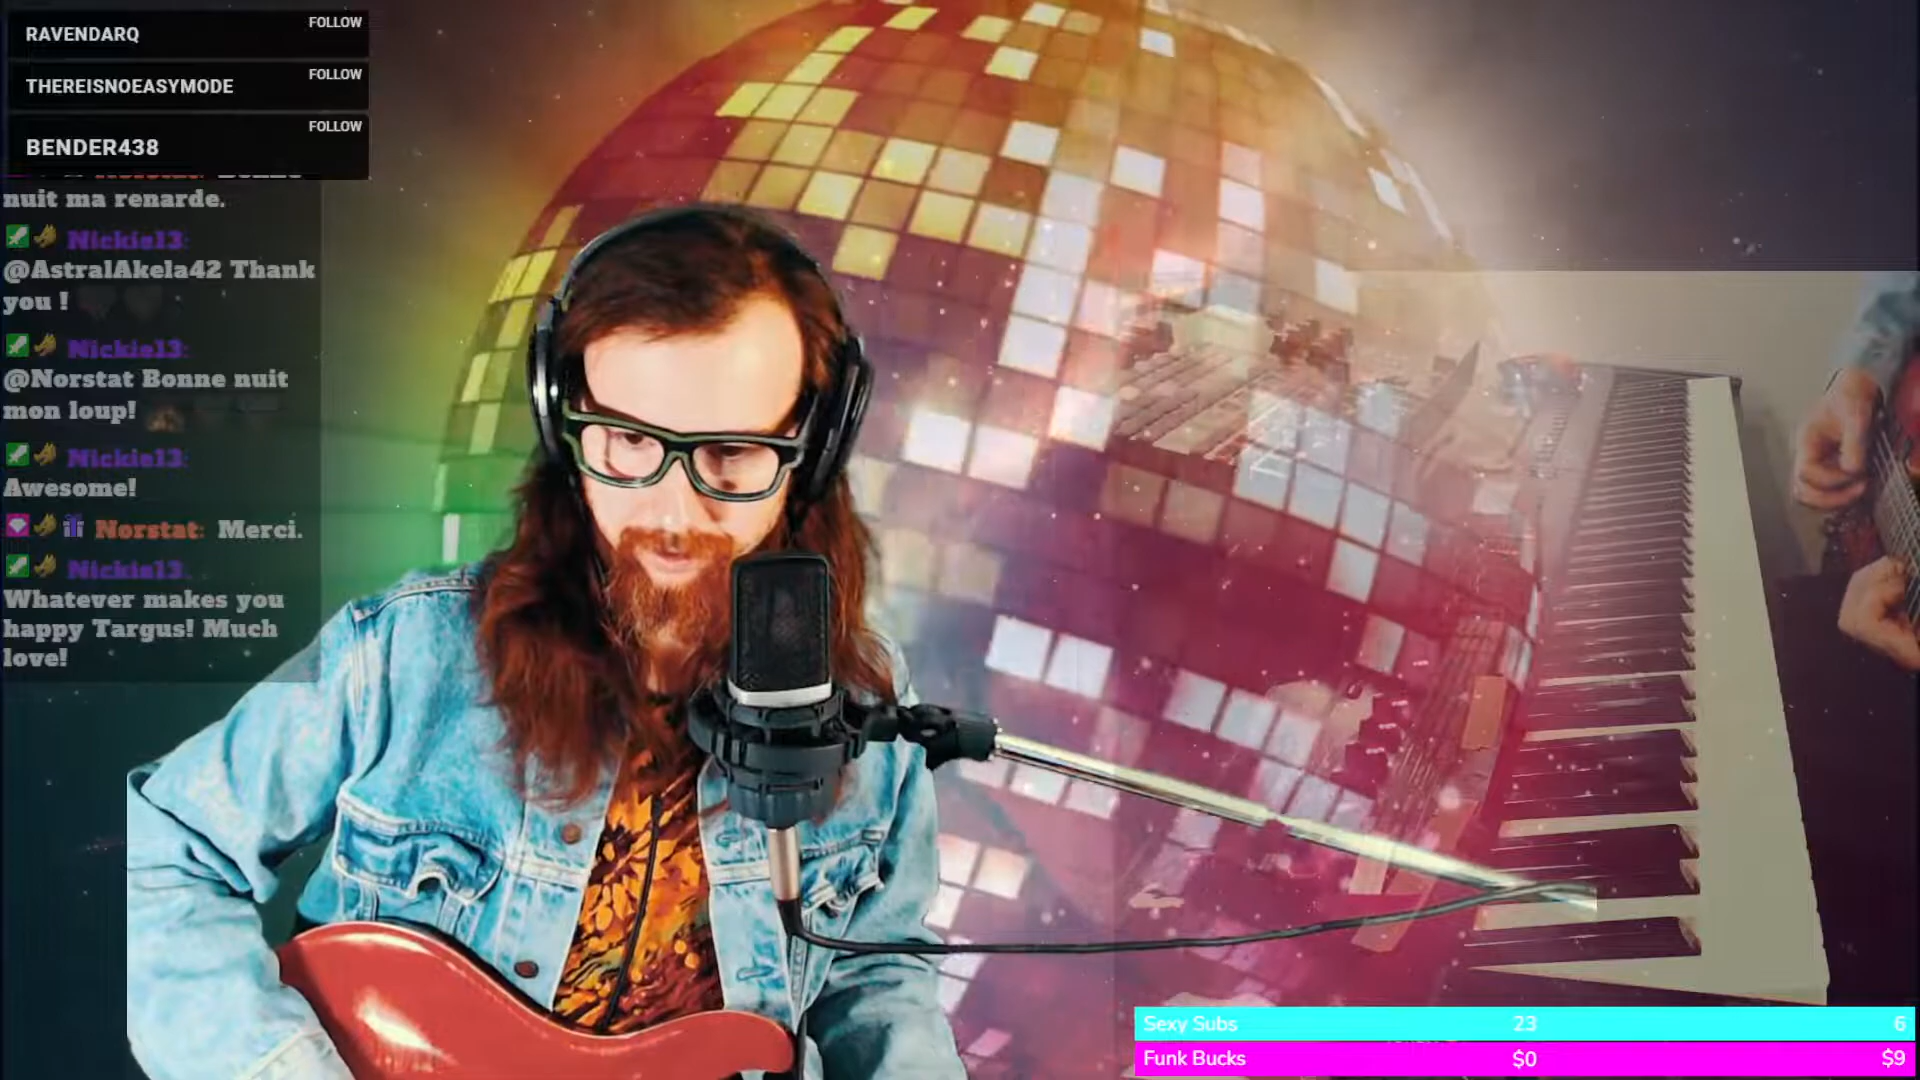 RAVENDARQ
FOLLOW
THEREISNOEASYMODE
FOLLOW
BENDER438
FOLLOW
Norstat:
nuit ma renarde.
Nickie13:
@AstralAkela42 Thank
you !
Nickie13:
@Norstat Bonne nuit
mon loup!
Nickie13:
Awesome!
Norstat: Merci.
Nickie13:
Whatever makes you
happy Targus! Much
love!
Sexy Subs 23 6
Funk Bucks $0 $9